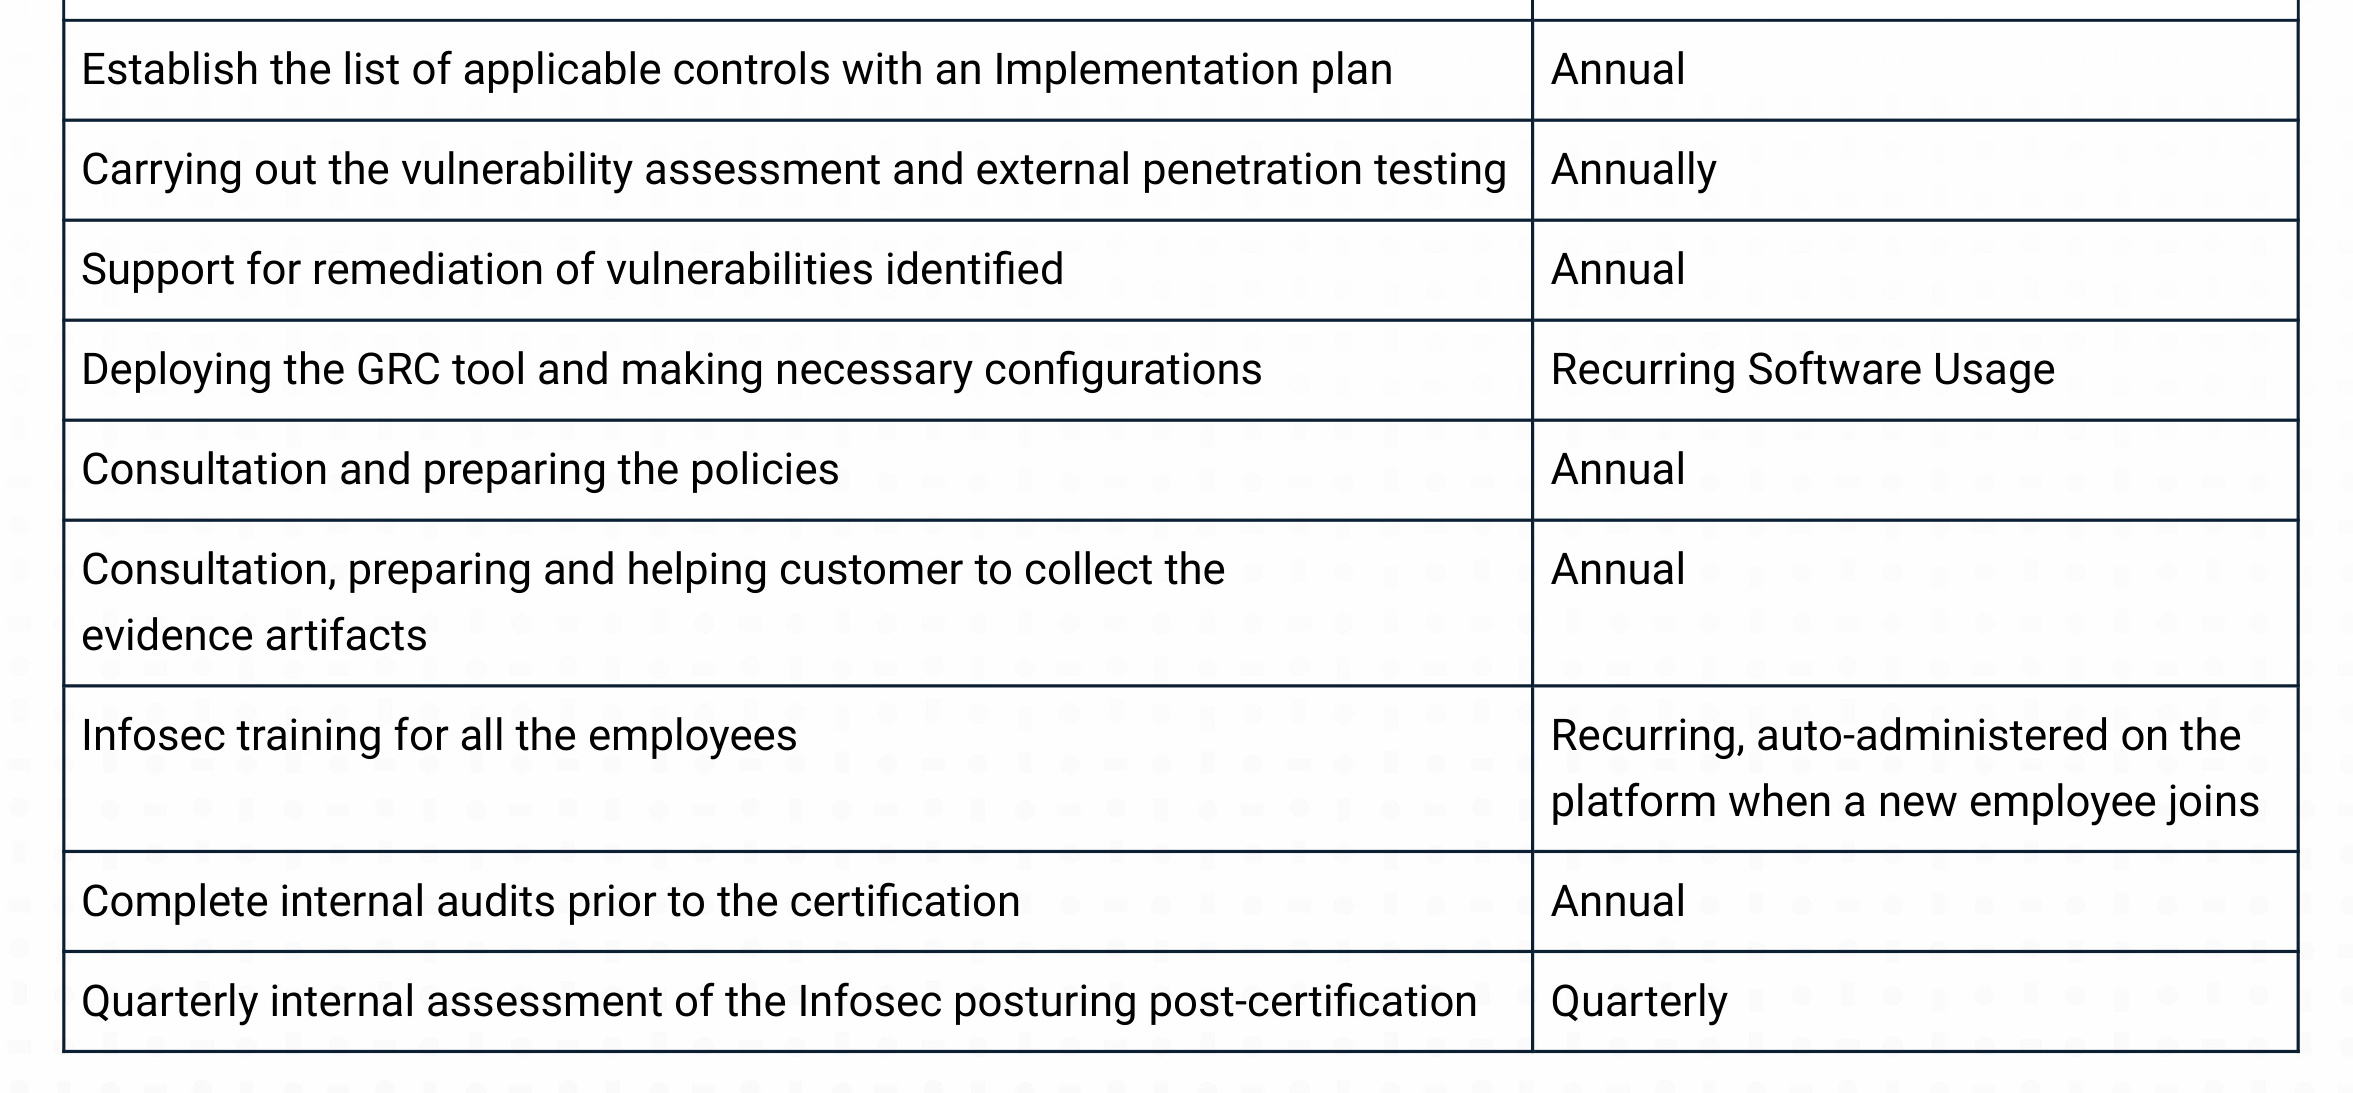 Establish the list of applicable controls with an Implementation plan
Annual
Carrying out the vulnerability assessment and external penetration testing
Annually
Support for remediation of vulnerabilities identified
Annual
Deploying the GRC tool and making necessary configurations
Recurring Software Usage
Consultation and preparing the policies
Annual
Consultation, preparing and helping customer to collect the
evidence artifacts
Annual
Infosec training for all the employees
Recurring, auto-administered on the
platform when a new employee joins
Complete internal audits prior to the certification
Annual
Quarterly internal assessment of the Infosec posturing post-certification
Quarterly